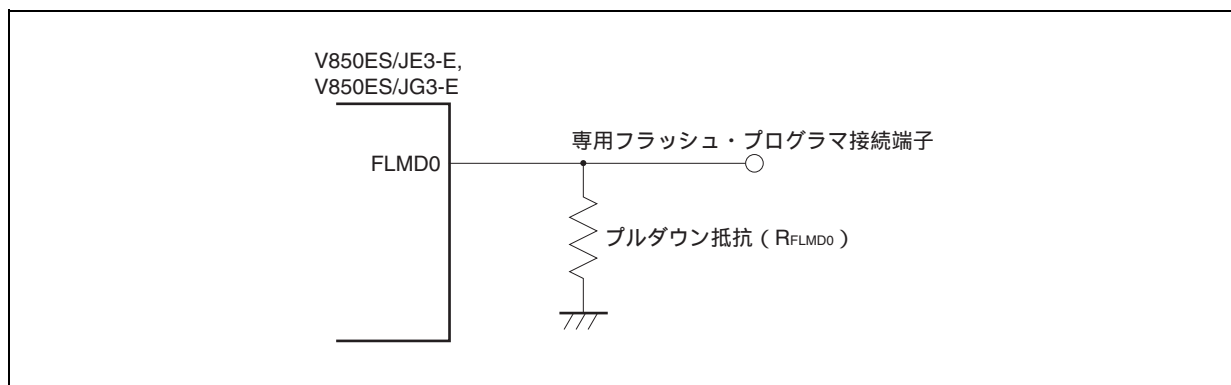 V850ES/JE3-E,
V850ES/JG3-E
専用フラッシュ・プログラマ接続端子
FLMD0
プルダウン抵抗（RFLMD0）